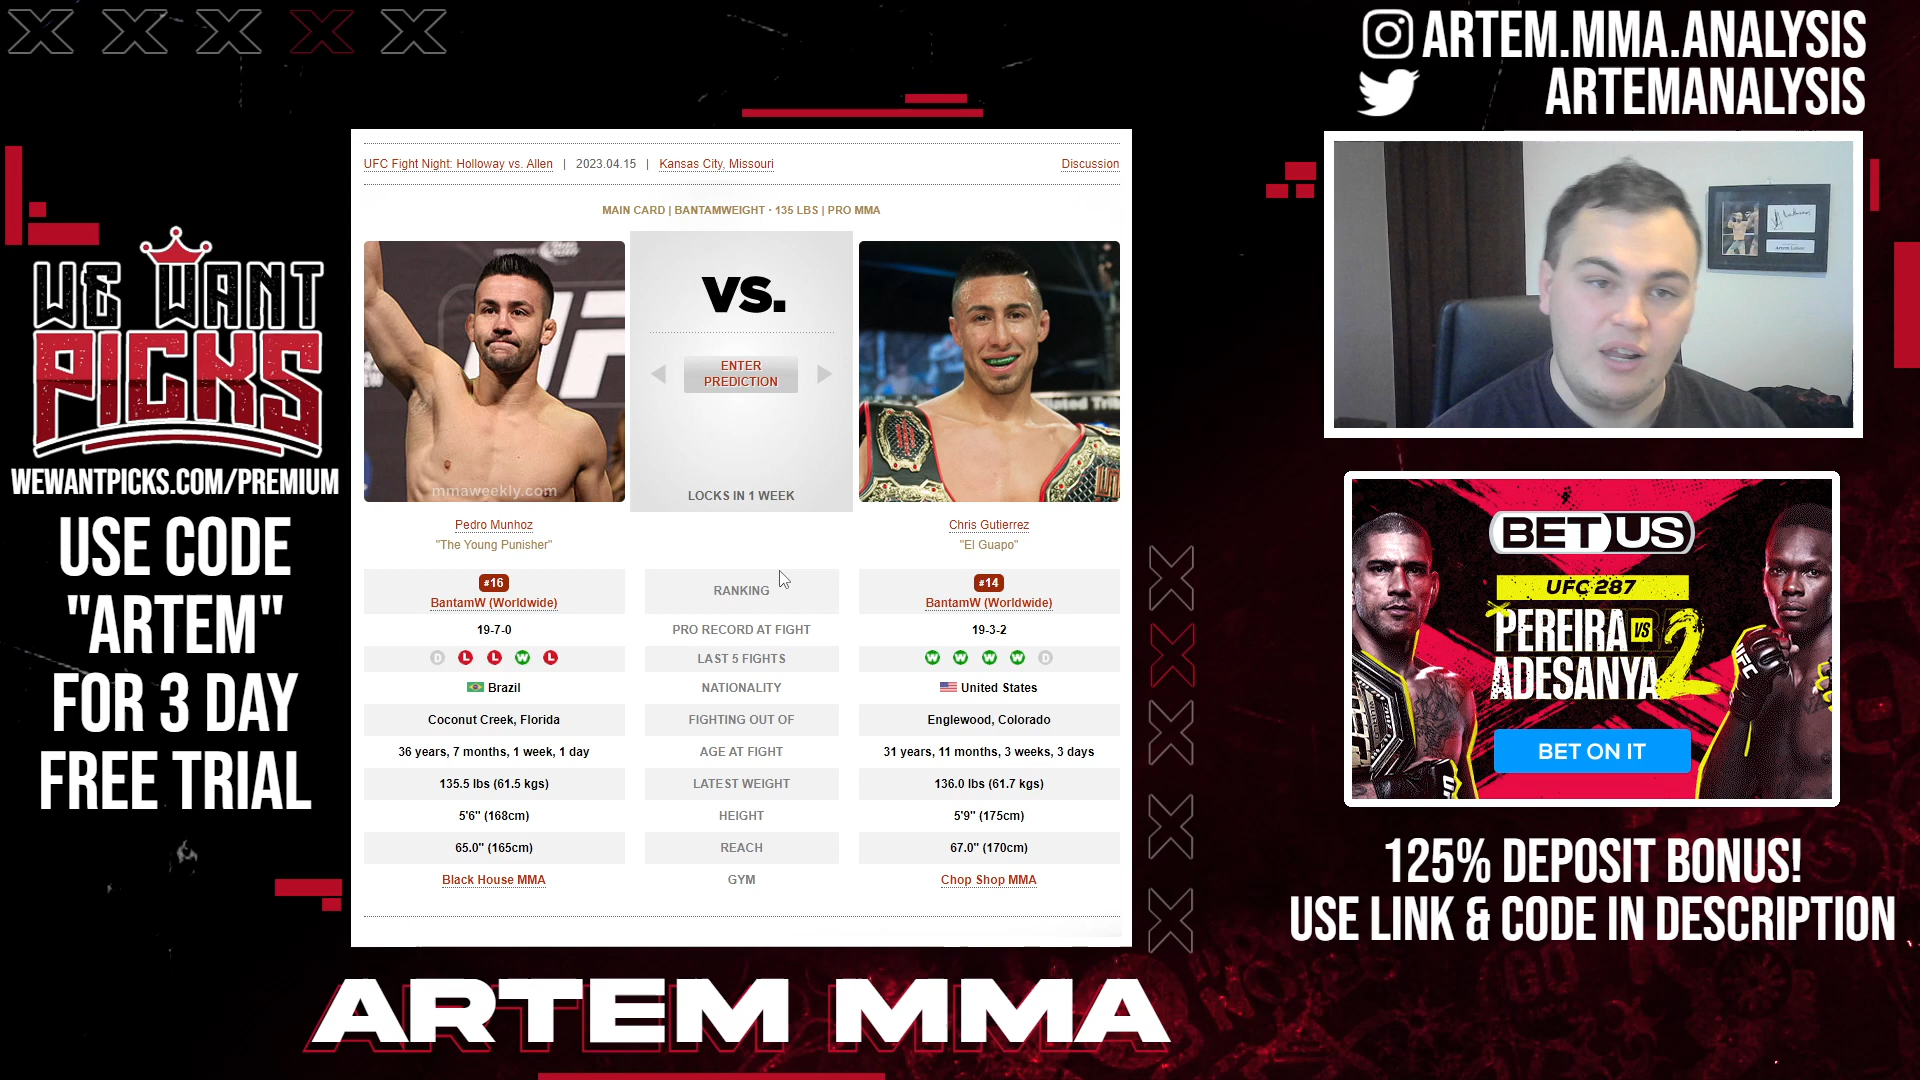 ARTEM.MMA.ANALYSIS
ARTEMANALYSIS
WE WANT
PICKS
WEWANTPICKS.COM/PREMIUM
USE CODE
"ARTEM"
FOR 3 DAY
FREE TRIAL
UFC Fight Night: Holloway vs. Allen | 2023.04.15 | Kansas City, Missouri Discussion
MAIN CARD | BANTAMWEIGHT · 135 LBS | PRO MMA
VS.
ENTER
PREDICTION
LOCKS IN 1 WEEK
mmaweekly.com
Pedro Munhoz Chris Gutierrez
"The Young Punisher" "El Guapo"
#16 RANKING #14
BantamW (Worldwide) BantamW (Worldwide)
19-7-0 PRO RECORD AT FIGHT 19-3-2
D L L W L LAST 5 FIGHTS W W W W D
Brazil NATIONALITY United States
Coconut Creek, Florida FIGHTING OUT OF Englewood, Colorado
36 years, 7 months, 1 week, 1 day AGE AT FIGHT 31 years, 11 months, 3 weeks, 3 days
135.5 lbs (61.5 kgs) LATEST WEIGHT 136.0 lbs (61.7 kgs)
5'6" (168cm) HEIGHT 5'9" (175cm)
65.0" (165cm) REACH 67.0" (170cm)
Black House MMA GYM Chop Shop MMA
BETUS
UFC 287
PEREIRA VS
ADESANYA 2
BET ON IT
125% DEPOSIT BONUS!
USE LINK & CODE IN DESCRIPTION
ARTEM MMA